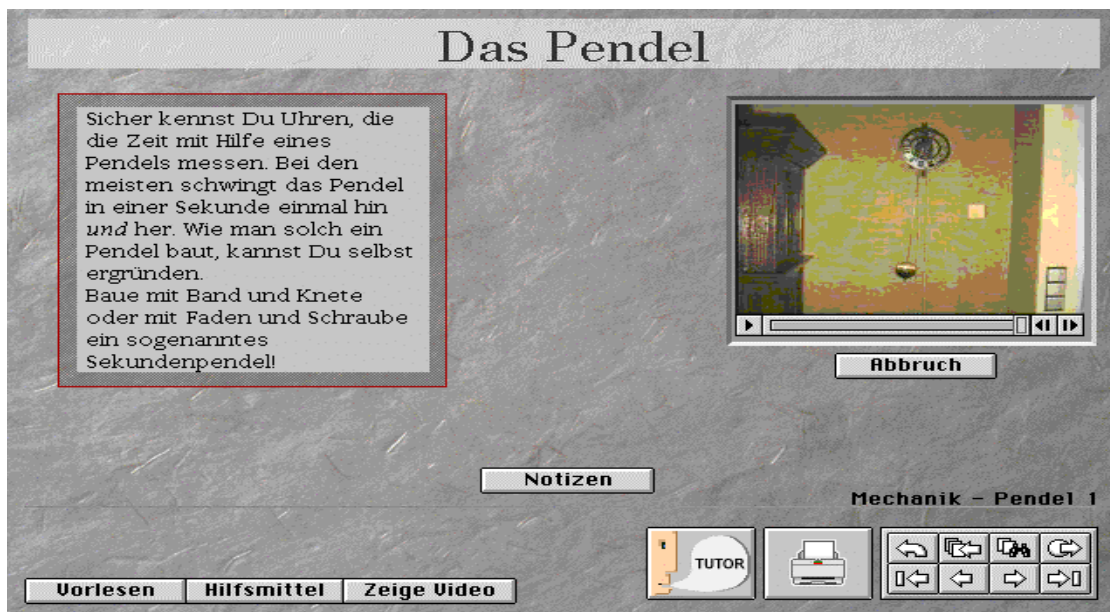 Das Pendel
Sicher kennst Du Uhren, die
die Zeit mit Hilfe eines
Pendels messen. Bei den
meisten schwingt das Pendel
in einer Sekunde einmal hin
und her. Wie man solch ein
Pendel baut, kannst Du selbst
ergründen.
Baue mit Band und Knete
oder mit Faden und Schraube
ein sogenanntes
Sekundenpendel!
Abbruch
Notizen
Mechanik – Pendel 1
TUTOR
Vorlesen
Hilfsmittel
Zeige Video